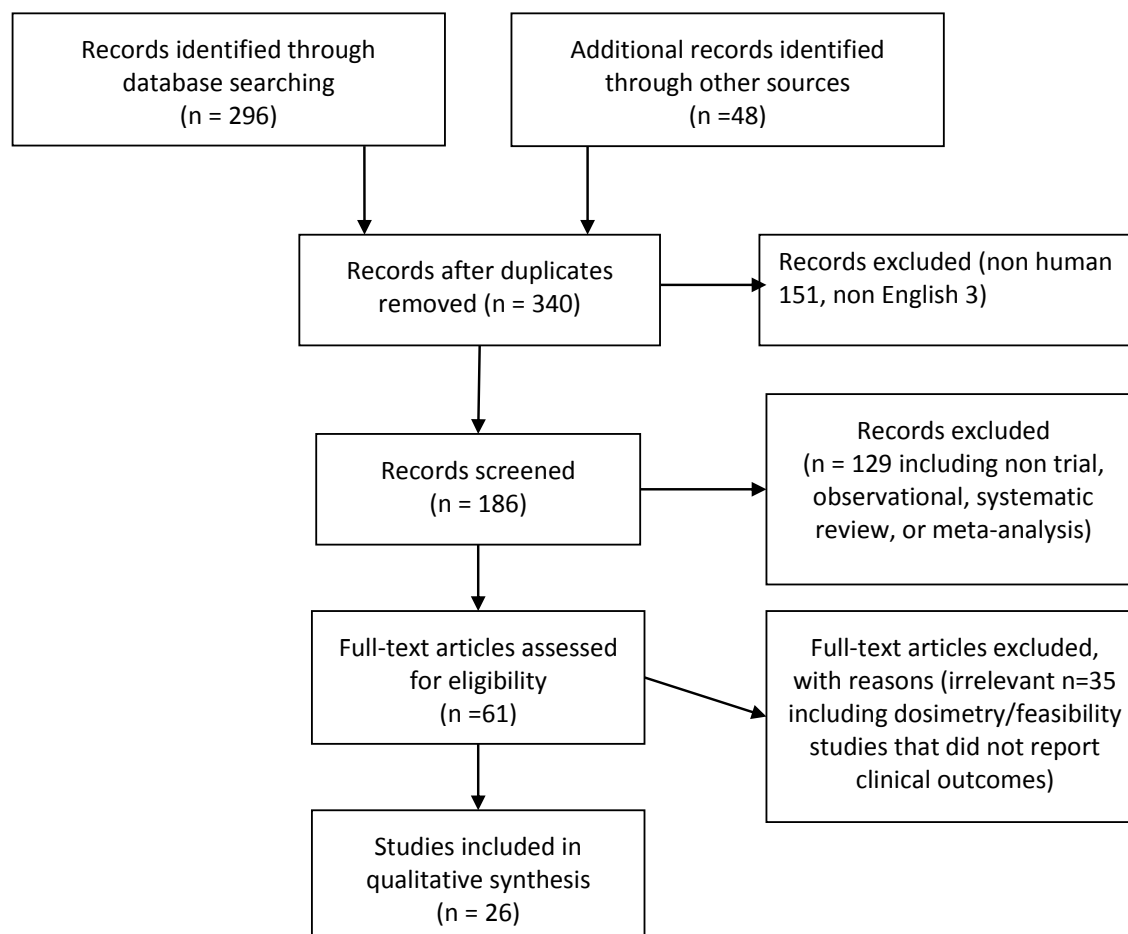 Records identified through
database searching
(n = 296)
Additional records identified
through other sources
(n =48)
Records after duplicates
removed (n = 340)
Records excluded (non human
151, non English 3)
Records screened
(n = 186)
Records excluded
(n = 129 including non trial,
observational, systematic
review, or meta-analysis)
Full-text articles assessed
for eligibility
(n =61)
Full-text articles excluded,
with reasons (irrelevant n=35
including dosimetry/feasibility
studies that did not report
clinical outcomes)
Studies included in
qualitative synthesis
(n = 26)